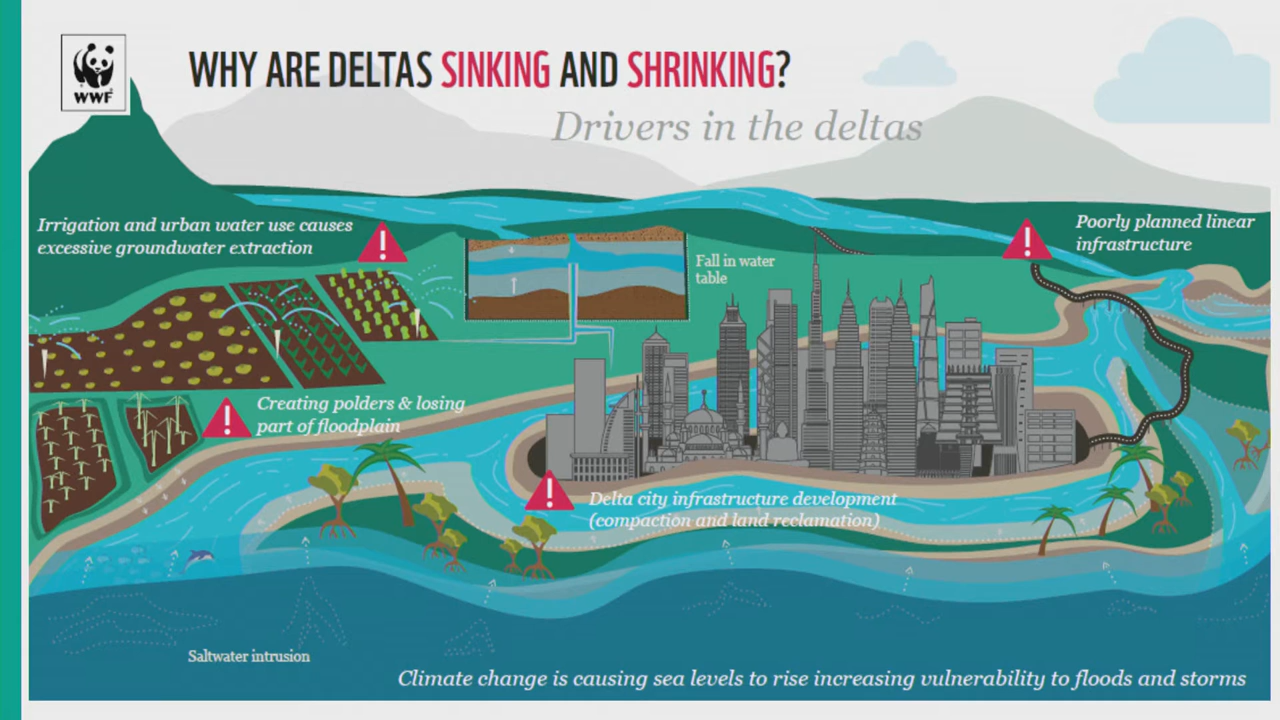 WWF
WHY ARE DELTAS SINKING AND SHRINKING?
Drivers in the deltas
Irrigation and urban water use causes
excessive groundwater extraction
Fall in water
table
Poorly planned linear
infrastructure
Creating polders & losing
part of floodplain
Delta city infrastructure development
(compaction and land reclamation)
Saltwater intrusion
Climate change is causing sea levels to rise increasing vulnerability to floods and storms